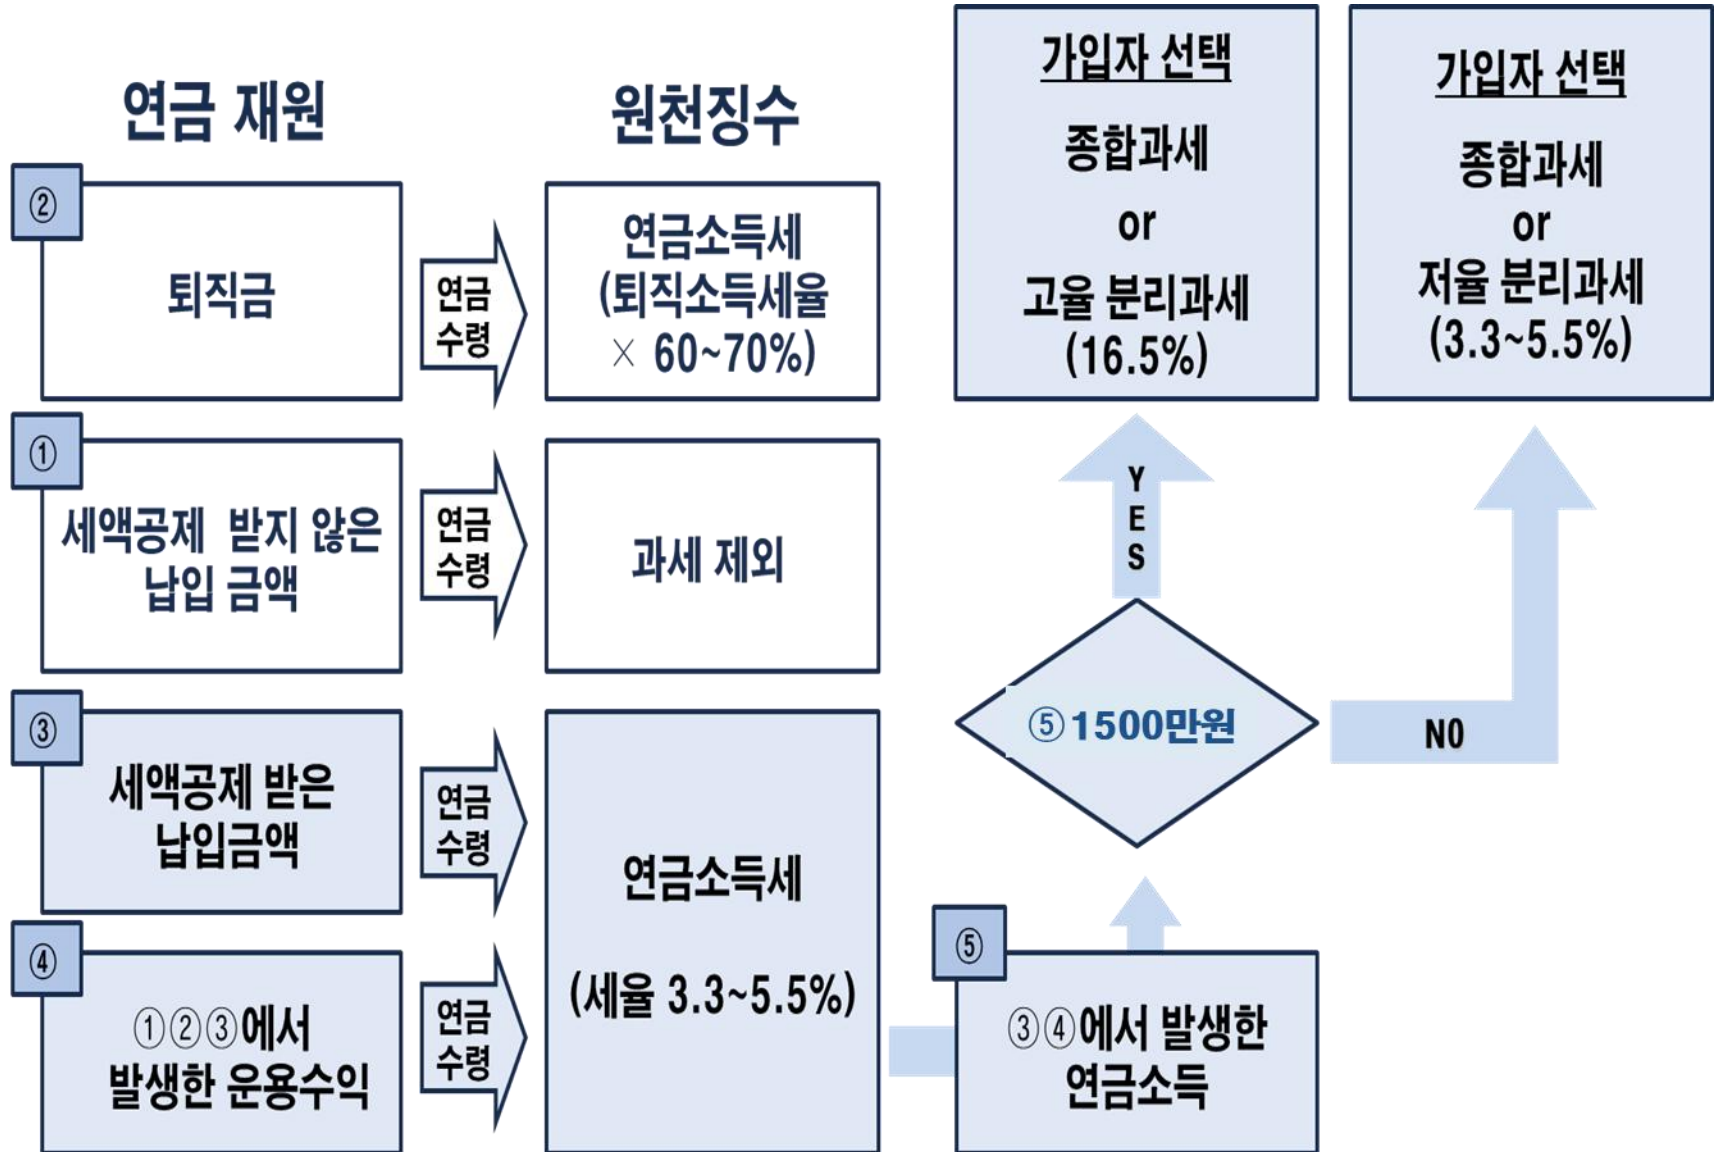 연금 재원
원천징수
②
퇴직금
연금
수령
연금소득세
(퇴직소득세율
× 60~70%)
①
세액공제 받지 않은
납입 금액
연금
수령
과세 제외
③
세액공제 받은
납입금액
연금
수령
④
①②③에서
발생한 운용수익
연금
수령
연금소득세
(세율 3.3~5.5%)
⑤
③④에서 발생한
연금소득
⑤1500만원
YES
NO
가입자 선택
종합과세
or
고율 분리과세
(16.5%)
가입자 선택
종합과세
or
저율 분리과세
(3.3~5.5%)